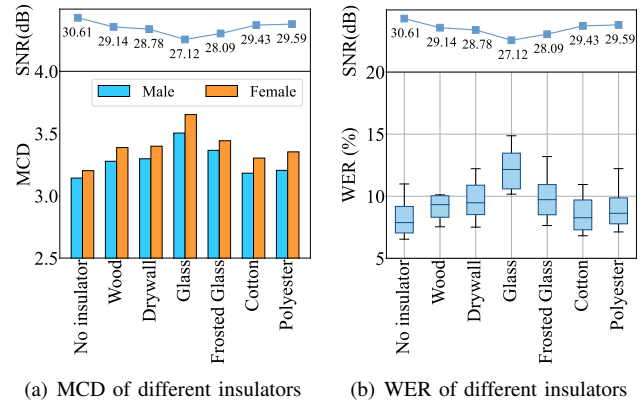 SNR(dB)
30.61
29.14
28.78
27.12
28.09
29.43
29.59
4.0
3.5
3.0
2.5
MCD
Male
Female
No insulator
Wood
Drywall
Glass
Frosted Glass
Cotton
Polyester
(a) MCD of different insulators
SNR(dB)
30.61
29.14
28.78
27.12
28.09
29.43
29.59
20
15
10
5
WER (%)
No insulator
Wood
Drywall
Glass
Frosted Glass
Cotton
Polyester
(b) WER of different insulators